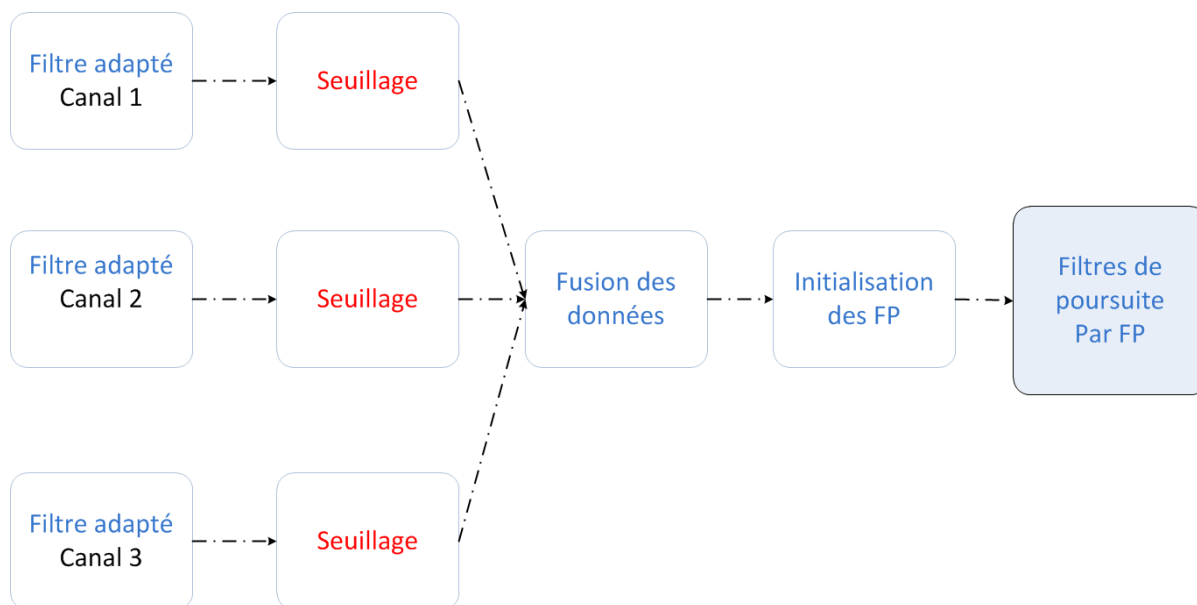 Filtre adapté
Canal 1
Seuillage
Filtre adapté
Canal 2
Seuillage
Fusion des
données
Initialisation
des FP
Filtres de
poursuite
Par FP
Filtre adapté
Canal 3
Seuillage